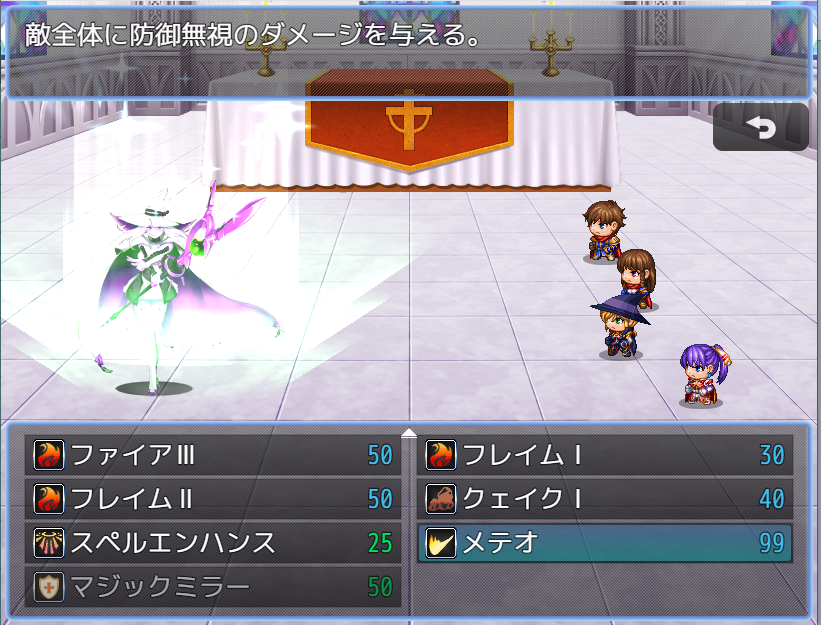 敵全体に防御無視のダメージを与える。
ファイアⅢ 50 フレイムⅠ 30
フレイムⅡ 50 クェイクⅠ 40
スペルエンハンス 25 メテオ 99
マジックミラー 50